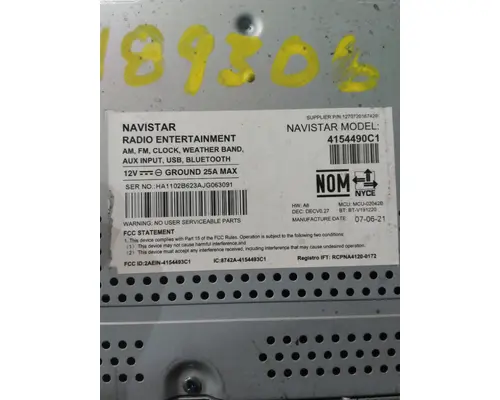 189308
SUPPLIER P/N:
NAVISTAR
NAVISTAR MODEL:
RADIO ENTERTAINMENT
4154490C1
AM, FM, CLOCK, WEATHER BAND,
AUX INPUT, USB, BLUETOOTH
12V GROUND 25A MAX
NOM NYCE
SER NO.: HA1102B623AJG063091
HW: A8 MCU: MCU-02042B
DEC: DECVIE.27 BT: BT-V191220
WARNING: NO USER SERVICEABLE PARTS
MANUFACTURE DATE: 07-06-21
FCC STATEMENT
1. This device complies with Part 15 of the FCC Rules. Operation is subject to the following two conditions:
(1) This device may not cause harmful interference, and
(2) This device must accept any interference received, including interference that may cause undesired operation.
FCC ID:2AEIN-4154493C1 IC:8742A-4154493C1 Registro IFT: RCPNA4120-0172